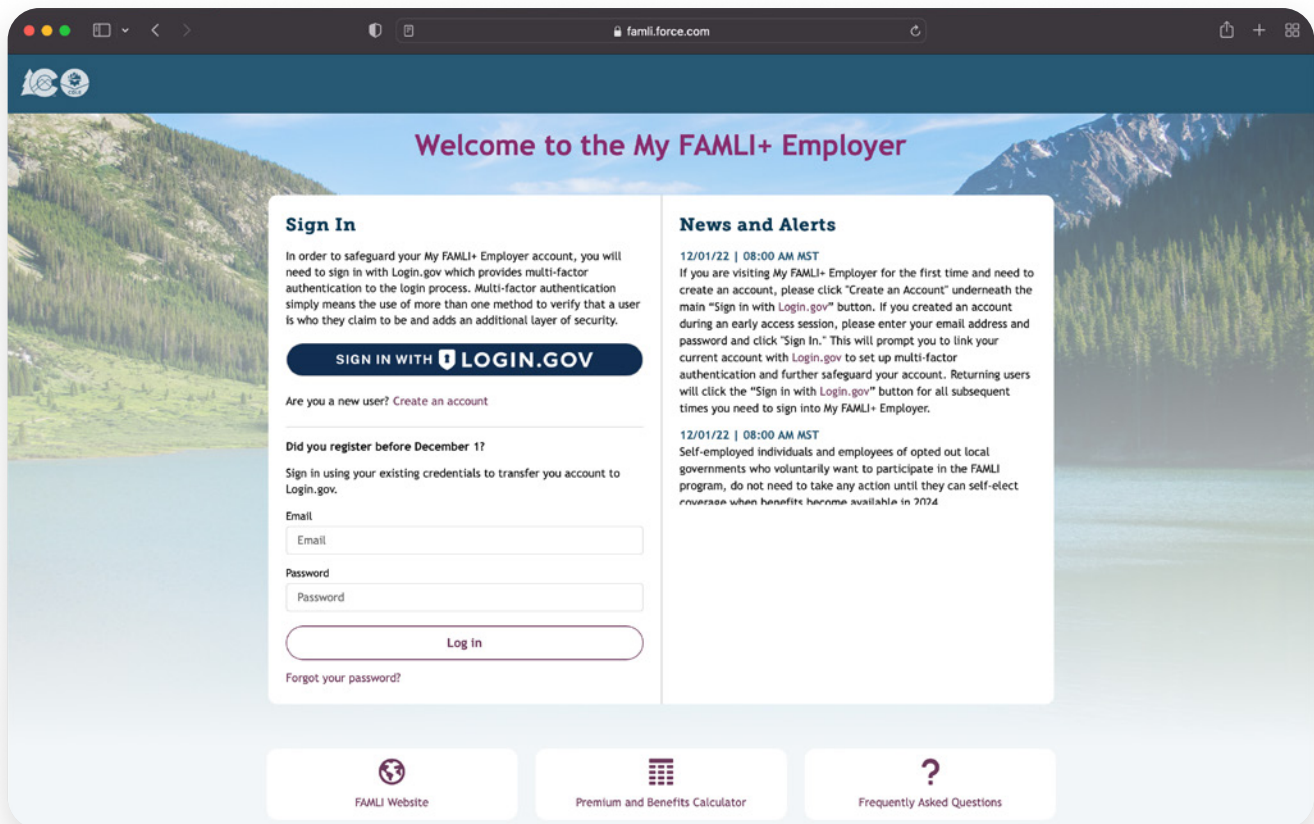 famli.force.com
Welcome to the My FAMLI+ Employer
Sign In
In order to safeguard your My FAMLI+ Employer account, you will
need to sign in with Login.gov which provides multi-factor
authentication to the login process. Multi-factor authentication
simply means the use of more than one method to verify that a user
is who they claim to be and adds an additional layer of security.
SIGN IN WITH LOGIN.GOV
Are you a new user? Create an account
Did you register before December 1?
Sign in using your existing credentials to transfer you account to
Login.gov.
Email
Email
Password
Password
Log in
Forgot your password?
News and Alerts
12/01/22 | 08:00 AM MST
If you are visiting My FAMLI+ Employer for the first time and need to
create an account, please click "Create an Account" underneath the
main “Sign in with Login.gov” button. If you created an account
during an early access session, please enter your email address and
password and click "Sign In." This will prompt you to link your
current account with Login.gov to set up multi-factor
authentication and further safeguard your account. Returning users
will click the “Sign in with Login.gov” button for all subsequent
times you need to sign into My FAMLI+ Employer.
12/01/22 | 08:00 AM MST
Self-employed individuals and employees of opted out local
governments who voluntarily want to participate in the FAMLI
program, do not need to take any action until they can self-elect
coverage when benefits become available in 2024
FAMLI Website
Premium and Benefits Calculator
Frequently Asked Questions